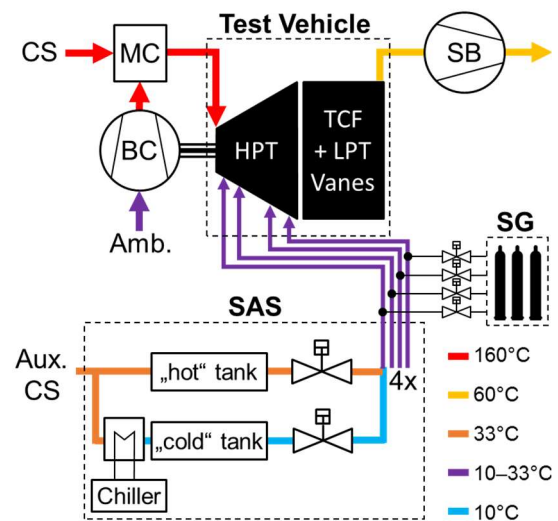 Test Vehicle
CS
MC
SB
BC
HPT
TCF
+ LPT
Vanes
Amb.
SG
SAS
Aux.
CS
„hot“ tank
4x
„cold“ tank
Chiller
160°C
60°C
33°C
10–33°C
10°C